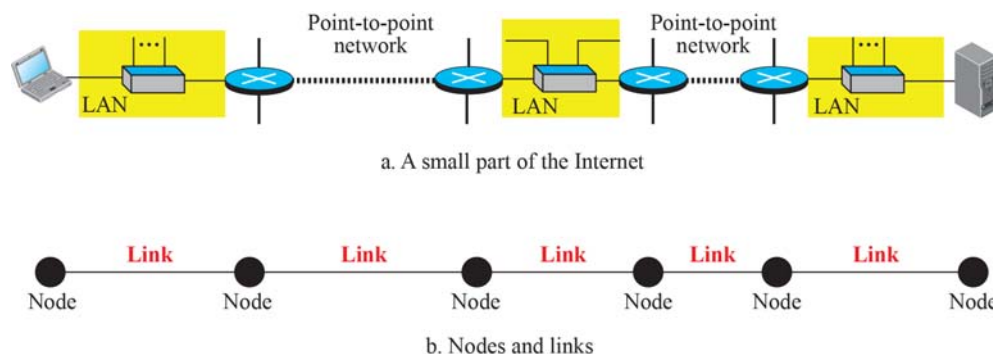 Point-to-point
network
Point-to-point
network
LAN
LAN
LAN
a. A small part of the Internet
Link
Link
Link
Link
Link
Node
Node
Node
Node
Node
Node
b. Nodes and links